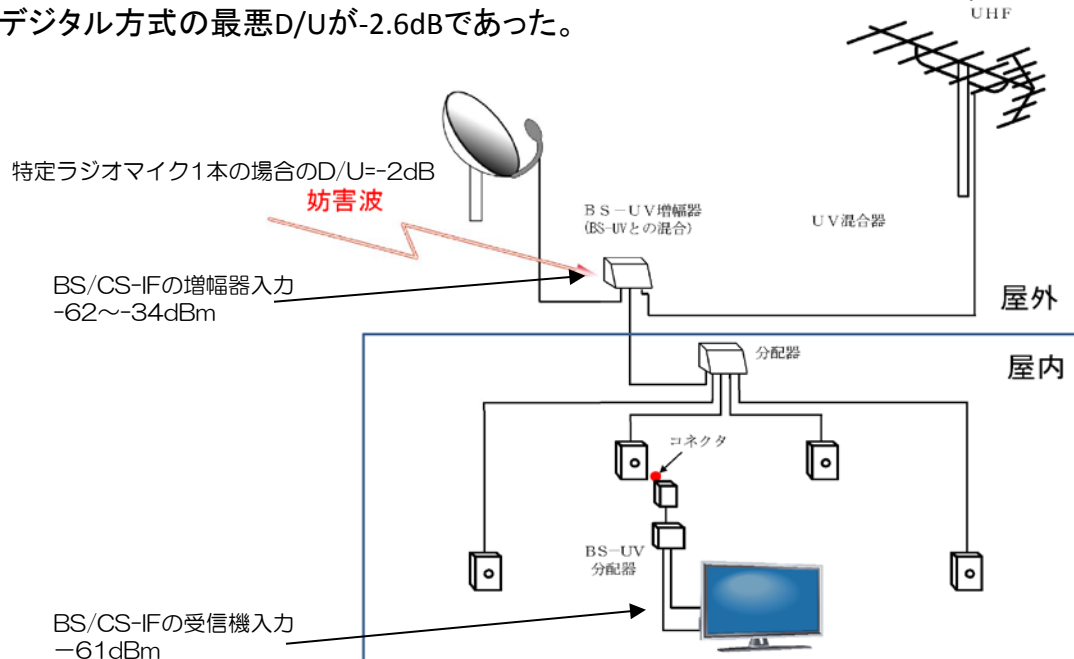 デジタル方式の最悪D/Uが-2.6dBであった。
UHF
特定ラジオマイク1本の場合のD/U=-2dB
妨害波
BS-UV増幅器
(BS-UVとの混合)
UV混合器
BS/CS-IFの増幅器入力
-62~-34dBm
屋外
分配器
屋内
コネクタ
BS-UV
分配器
BS/CS-IFの受信機入力
-61dBm